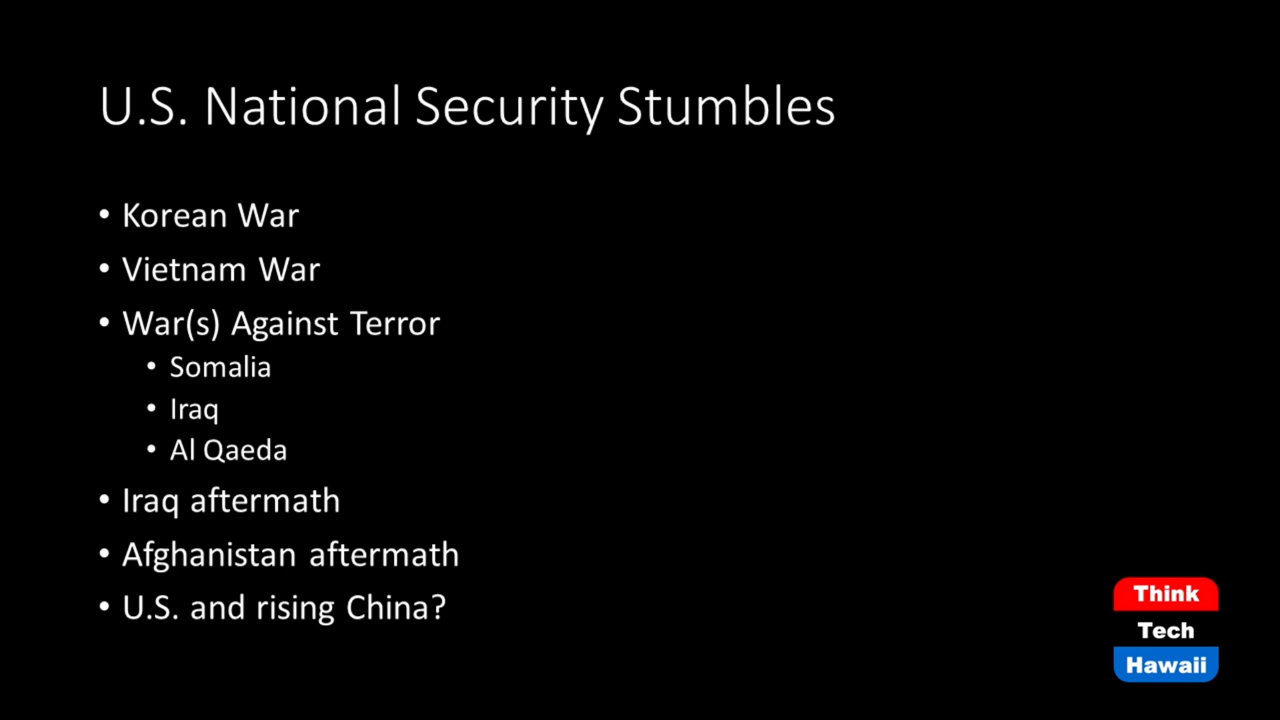 U.S. National Security Stumbles
• Korean War
• Vietnam War
• War(s) Against Terror
• Somalia
• Iraq
• Al Qaeda
• Iraq aftermath
• Afghanistan aftermath
• U.S. and rising China?
Think
Tech
Hawaii